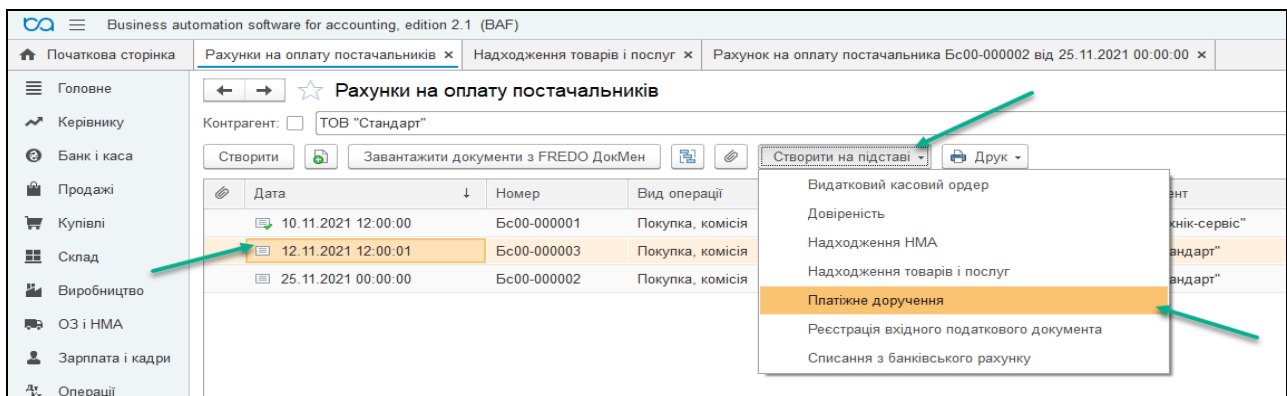 Business automation software for accounting, edition 2.1 (BAF)
Початкова сторінка Рахунки на оплату постачальників × Надходження товарів і послуг × Рахунок на оплату постачальника Бс00-000002 від 25.11.2021 00:00:00 ×
Головне
Рахунки на оплату постачальників
Керівнику
Контрагент: ТОВ "Стандарт"
Банк і каса
Створити Завантажити документи з FREDO ДокМен Створити на підставі Друк
Продажі
Дата ↓ Номер Вид операції
Видатковий касовий ордер
Купівлі
10.11.2021 12:00:00 Бс00-000001 Покупка, комісія
Довіреність
Надходження НМА
Склад
12.11.2021 12:00:01 Бс00-000003 Покупка, комісія
Надходження товарів і послуг
Виробництво
25.11.2021 00:00:00 Бс00-000002 Покупка, комісія
Платіжне доручення
ОЗ і НМА
Реєстрація вхідного податкового документа
Зарплата і кадри
Списання з банківського рахунку
Операції